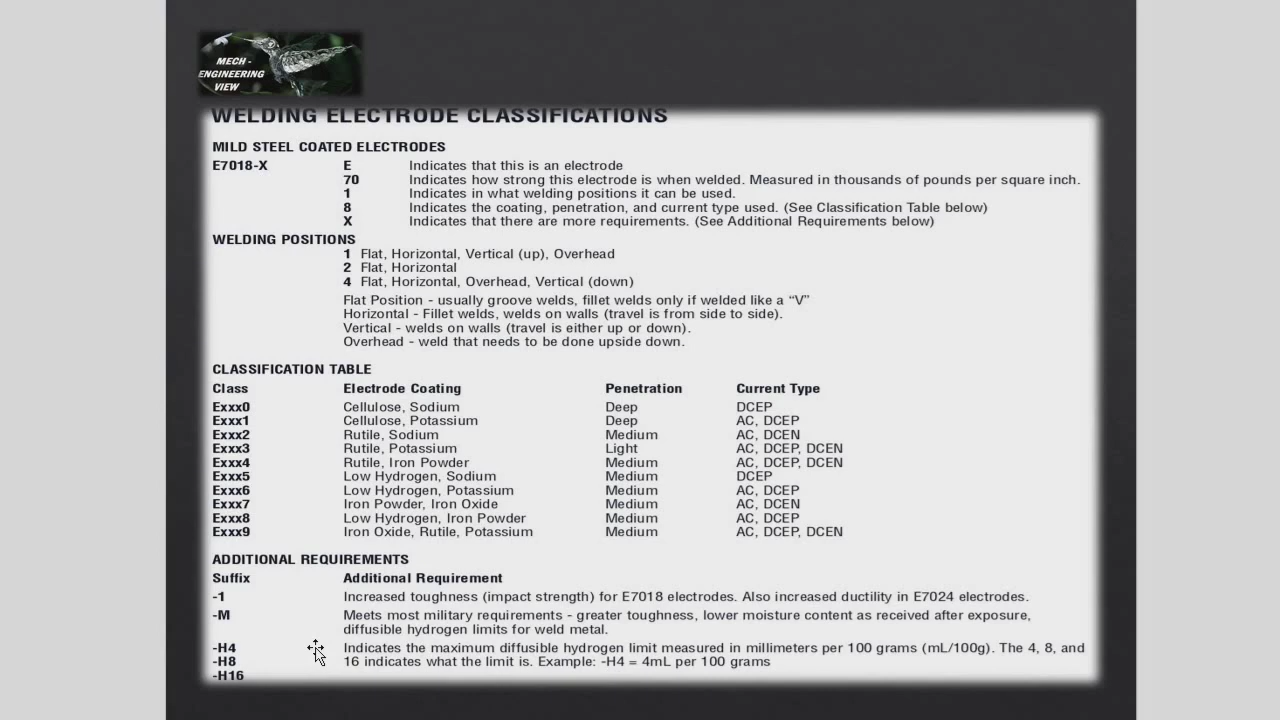 MECH -
ENGINEERING
VIEW
WELDING ELECTRODE CLASSIFICATIONS
MILD STEEL COATED ELECTRODES
E7018-X E Indicates that this is an electrode
70 Indicates how strong this electrode is when welded. Measured in thousands of pounds per square inch.
1 Indicates in what welding positions it can be used.
8 Indicates the coating, penetration, and current type used. (See Classification Table below)
X Indicates that there are more requirements. (See Additional Requirements below)
WELDING POSITIONS
1 Flat, Horizontal, Vertical (up), Overhead
2 Flat, Horizontal
4 Flat, Horizontal, Overhead, Vertical (down)
Flat Position - usually groove welds, fillet welds only if welded like a “V”
Horizontal - Fillet welds, welds on walls (travel is from side to side).
Vertical - welds on walls (travel is either up or down).
Overhead - weld that needs to be done upside down.
CLASSIFICATION TABLE
Class Electrode Coating Penetration Current Type
Exxx0 Cellulose, Sodium Deep DCEP
Exxx1 Cellulose, Potassium Deep AC, DCEP
Exxx2 Rutile, Sodium Medium AC, DCEN
Exxx3 Rutile, Potassium Light AC, DCEP, DCEN
Exxx4 Rutile, Iron Powder Medium AC, DCEP, DCEN
Exxx5 Low Hydrogen, Sodium Medium DCEP
Exxx6 Low Hydrogen, Potassium Medium AC, DCEP
Exxx7 Iron Powder, Iron Oxide Medium AC, DCEN
Exxx8 Low Hydrogen, Iron Powder Medium AC, DCEP
Exxx9 Iron Oxide, Rutile, Potassium Medium AC, DCEP, DCEN
ADDITIONAL REQUIREMENTS
Suffix Additional Requirement
-1 Increased toughness (impact strength) for E7018 electrodes. Also increased ductility in E7024 electrodes.
-M Meets most military requirements - greater toughness, lower moisture content as received after exposure,
diffusible hydrogen limits for weld metal.
-H4 Indicates the maximum diffusible hydrogen limit measured in millimeters per 100 grams (mL/100g). The 4, 8, and
-H8 16 indicates what the limit is. Example: -H4 = 4mL per 100 grams
-H16